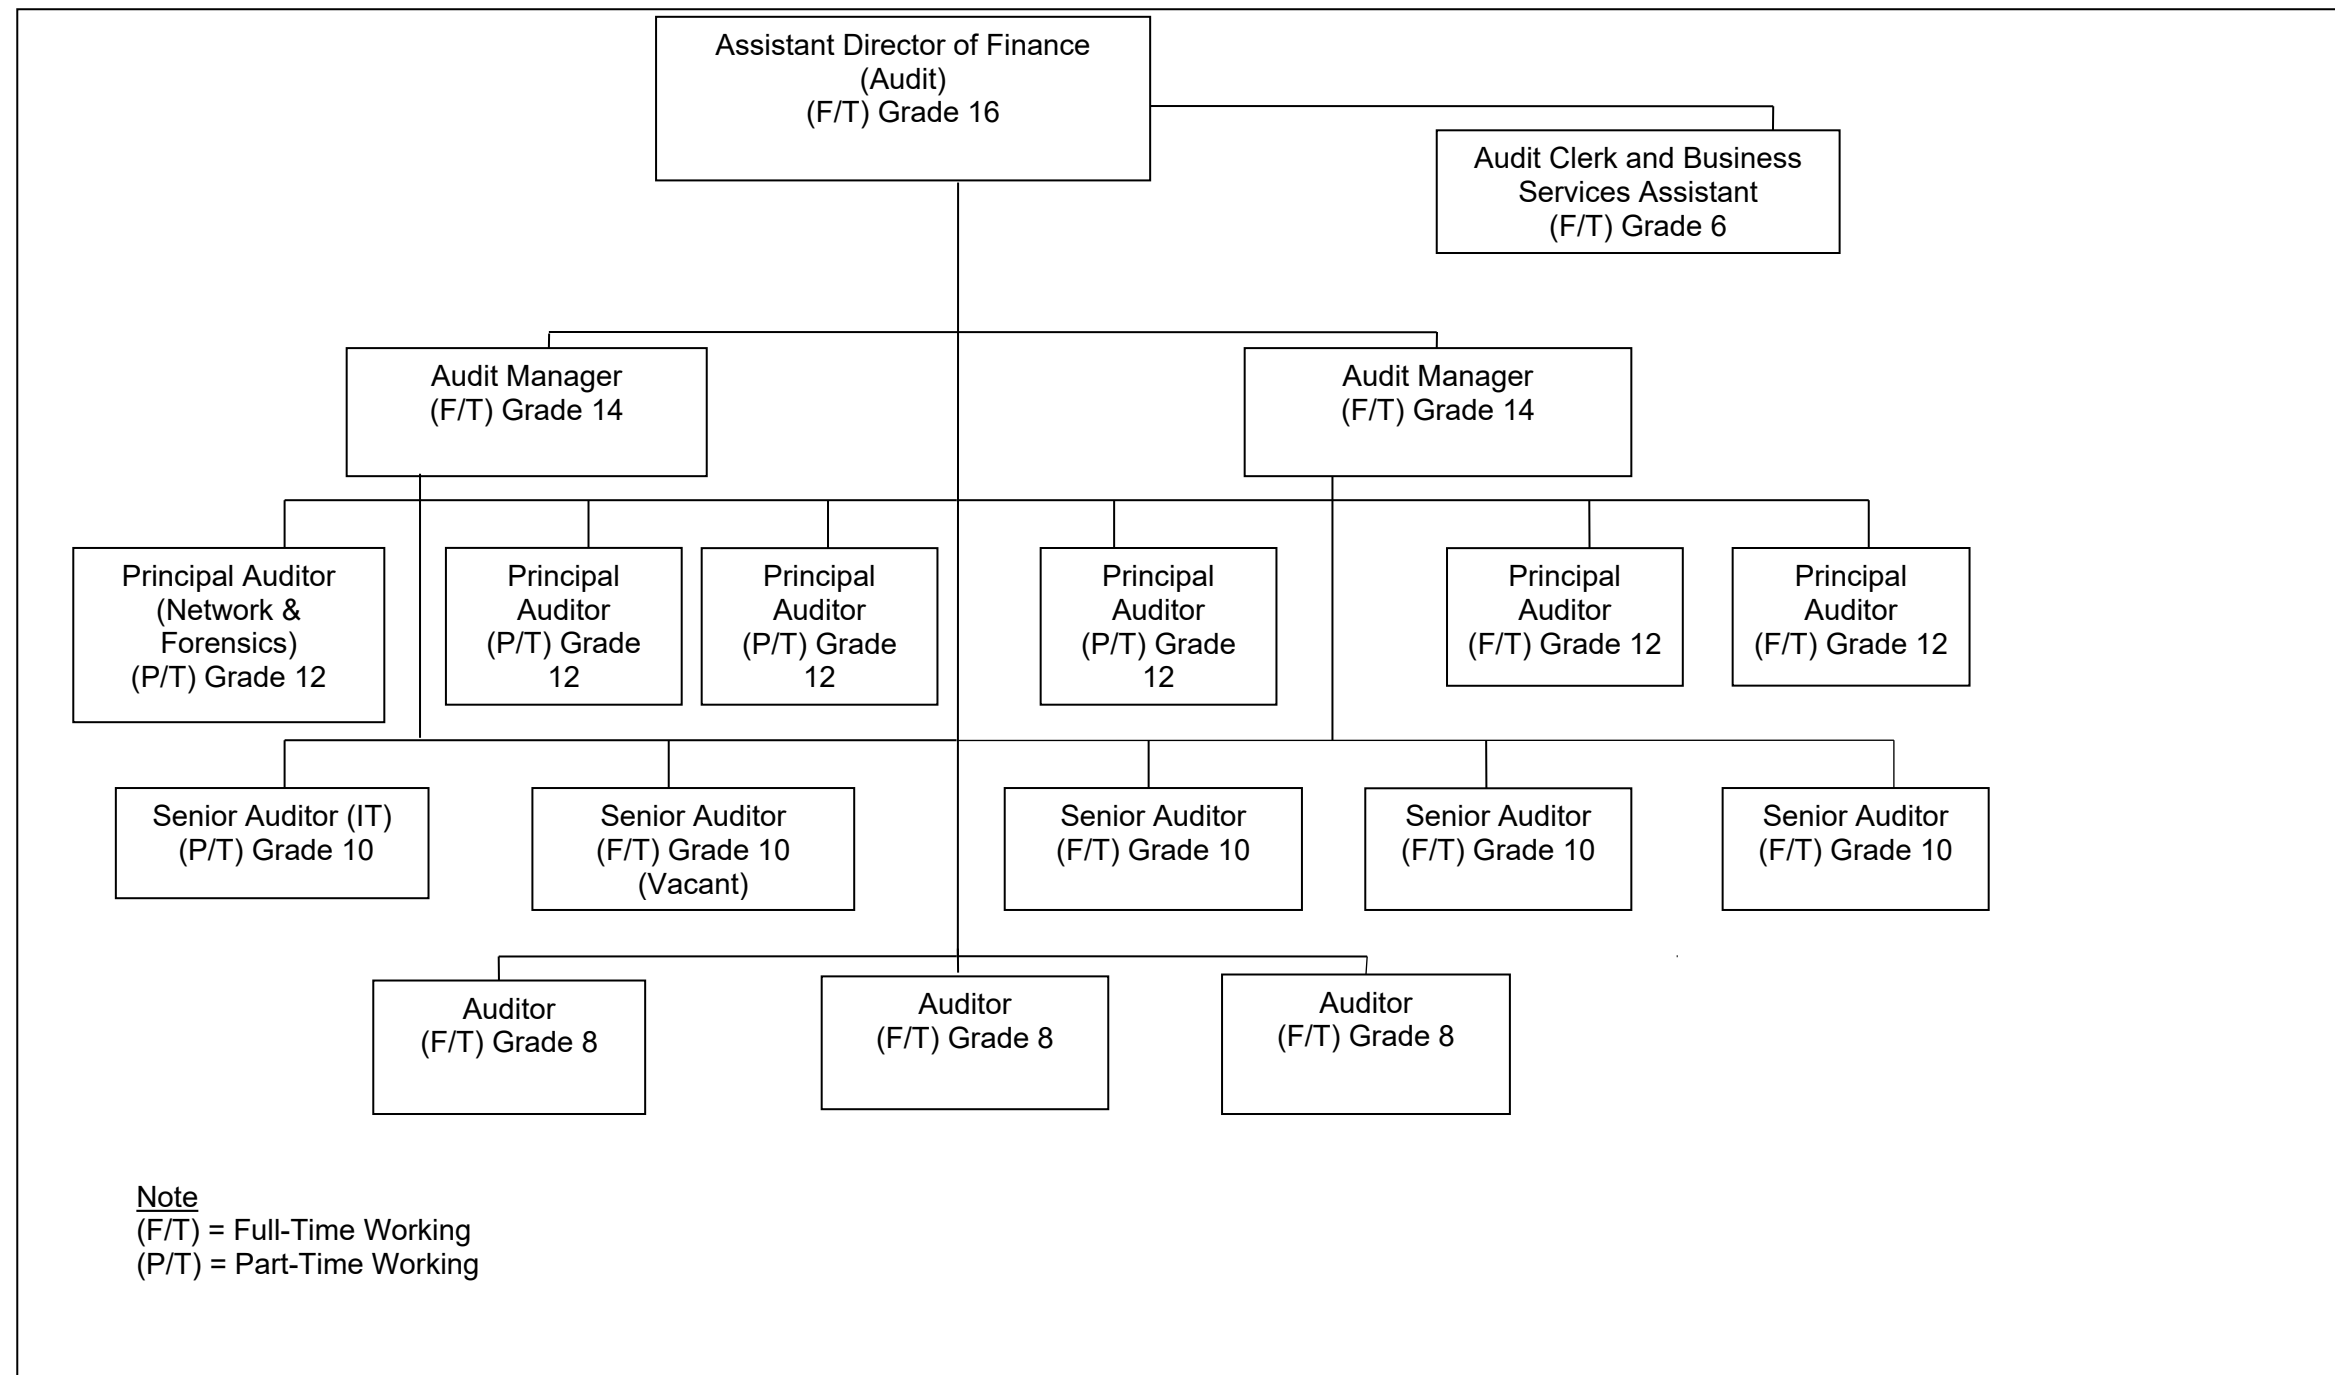 Assistant Director of Finance
(Audit)
(F/T) Grade 16
Audit Clerk and Business
Services Assistant
(F/T) Grade 6
Audit Manager
(F/T) Grade 14
Audit Manager
(F/T) Grade 14
Principal Auditor
(Network &
Forensics)
(P/T) Grade 12
Principal
Auditor
(P/T) Grade
12
Principal
Auditor
(P/T) Grade
12
Principal
Auditor
(P/T) Grade
12
Principal
Auditor
(F/T) Grade 12
Principal
Auditor
(F/T) Grade 12
Senior Auditor (IT)
(P/T) Grade 10
Senior Auditor
(F/T) Grade 10
(Vacant)
Senior Auditor
(F/T) Grade 10
Senior Auditor
(F/T) Grade 10
Senior Auditor
(F/T) Grade 10
Auditor
(F/T) Grade 8
Auditor
(F/T) Grade 8
Auditor
(F/T) Grade 8
Note
(F/T) = Full-Time Working
(P/T) = Part-Time Working